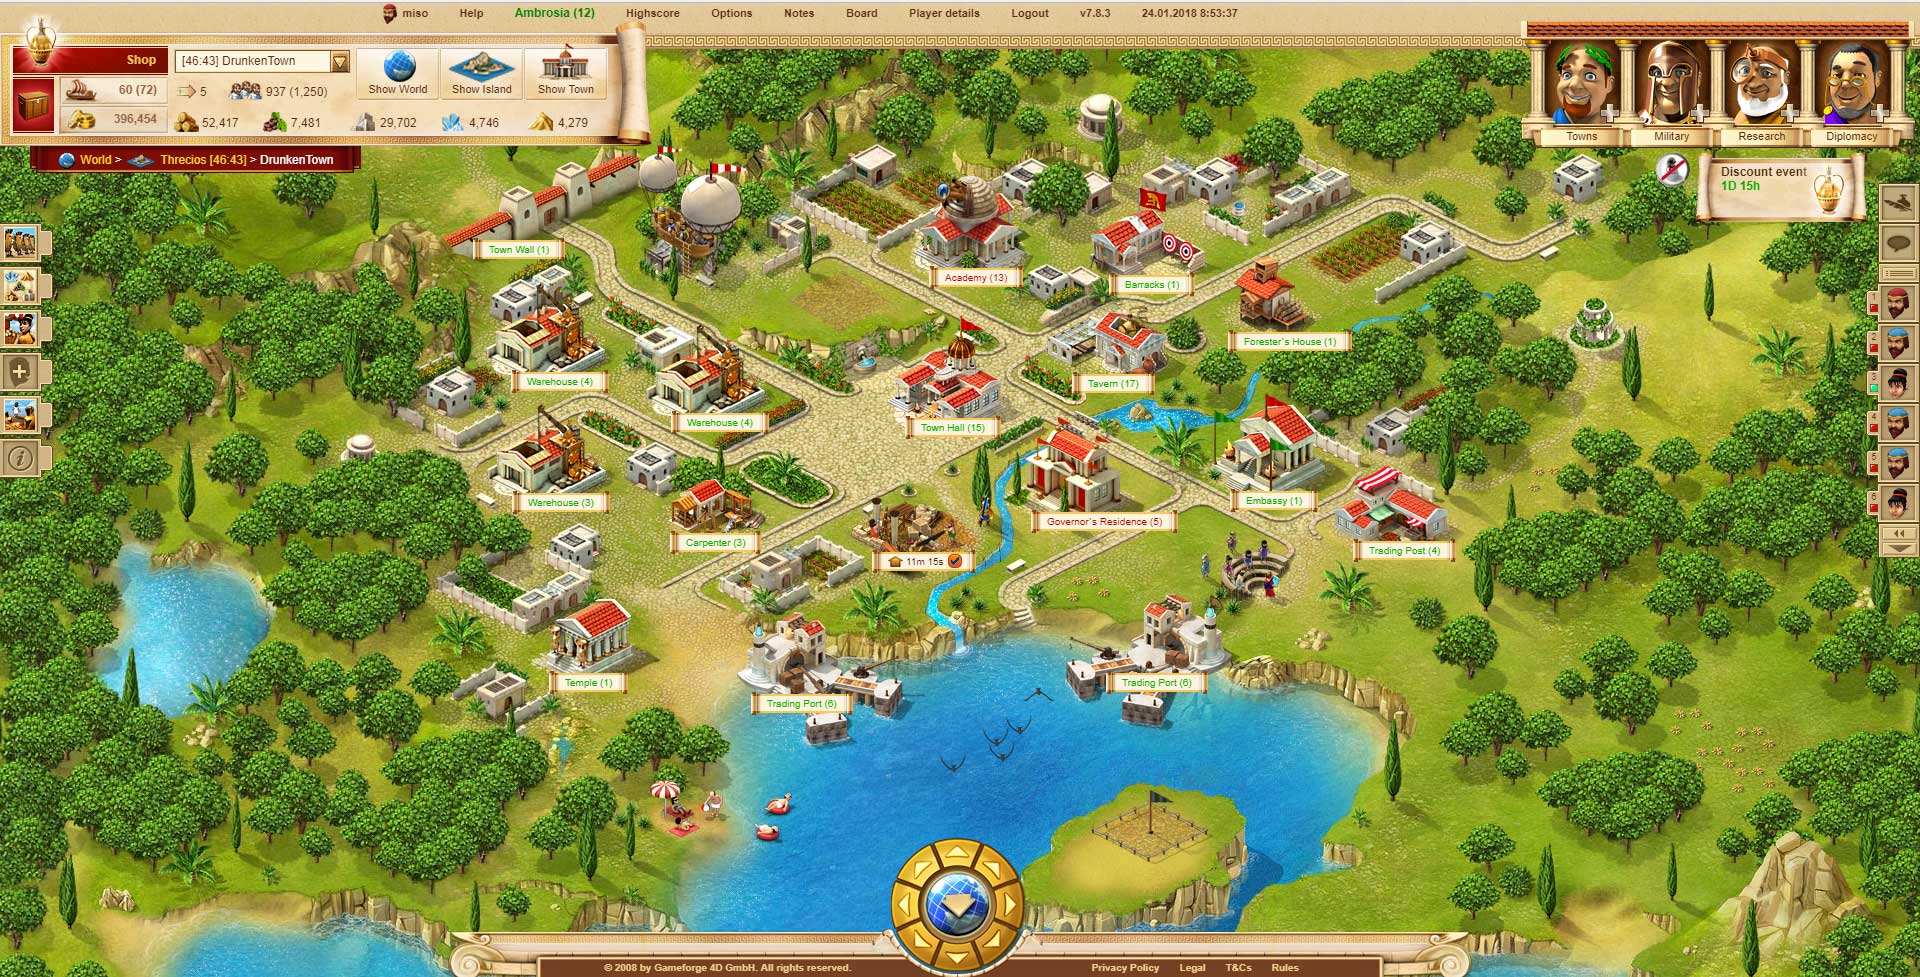 miso Help Ambrosia (12) Highscore Options Notes Board Player details Logout v7.8.3 24.01.2018 8:53:37
Shop
[46:43] DrunkenTown
60 (72)
5
937 (1,250)
396,454
52,417
7,481
29,702
4,746
4,279
Show World
Show Island
Show Town
World > Threcios [46:43] > DrunkenTown
Towns
Military
Research
Diplomacy
Discount event
1D 15h
Town Wall (1)
Academy (13)
Barracks (1)
Forester's House (1)
Warehouse (4)
Tavern (17)
Warehouse (4)
Town Hall (15)
Warehouse (3)
Embassy (1)
Governor's Residence (5)
Carpenter (3)
Trading Post (4)
11m 15s
Temple (1)
Trading Port (6)
Trading Port (6)
1
2
3
4
5
6
© 2008 by Gameforge 4D GmbH. All rights reserved.
Privacy Policy Legal T&Cs Rules